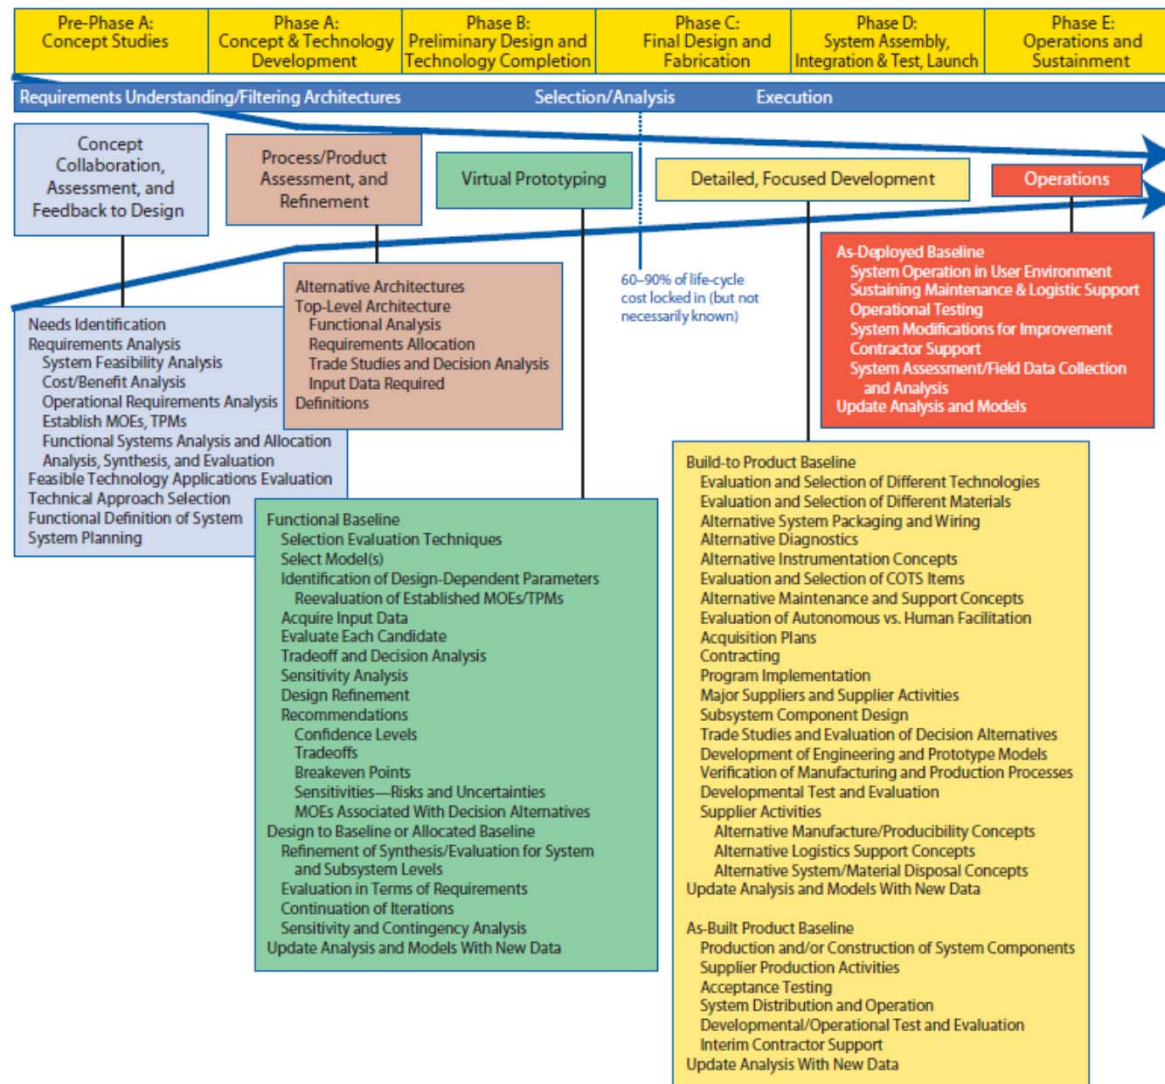 Pre-Phase A:
Concept Studies
Phase A:
Concept & Technology
Development
Phase B:
Preliminary Design and
Technology Completion
Phase C:
Final Design and
Fabrication
Phase D:
System Assembly,
Integration & Test, Launch
Phase E:
Operations and
Sustainment
Requirements Understanding/Filtering Architectures
Selection/Analysis
Execution
Concept
Collaboration,
Assessment, and
Feedback to Design
Process/Product
Assessment, and
Refinement
Virtual Prototyping
Detailed, Focused Development
Operations
60–90% of life-cycle
cost locked in (but not
necessarily known)
Needs Identification
Requirements Analysis
System Feasibility Analysis
Cost/Benefit Analysis
Operational Requirements Analysis
Establish MOEs, TPMs
Functional Systems Analysis and Allocation
Analysis, Synthesis, and Evaluation
Feasible Technology Applications Evaluation
Technical Approach Selection
Functional Definition of System
System Planning
Alternative Architectures
Top-Level Architecture
Functional Analysis
Requirements Allocation
Trade Studies and Decision Analysis
Input Data Required
Definitions
Functional Baseline
Selection Evaluation Techniques
Select Model(s)
Identification of Design-Dependent Parameters
Reevaluation of Established MOEs/TPMs
Acquire Input Data
Evaluate Each Candidate
Tradeoff and Decision Analysis
Sensitivity Analysis
Design Refinement
Recommendations
Confidence Levels
Tradeoffs
Breakeven Points
Sensitivities—Risks and Uncertainties
MOEs Associated With Decision Alternatives
Design to Baseline or Allocated Baseline
Refinement of Synthesis/Evaluation for System
and Subsystem Levels
Evaluation in Terms of Requirements
Continuation of Iterations
Sensitivity and Contingency Analysis
Update Analysis and Models With New Data
Build-to Product Baseline
Evaluation and Selection of Different Technologies
Evaluation and Selection of Different Materials
Alternative System Packaging and Wiring
Alternative Diagnostics
Alternative Instrumentation Concepts
Evaluation and Selection of COTS Items
Alternative Maintenance and Support Concepts
Evaluation of Autonomous vs. Human Facilitation
Acquisition Plans
Contracting
Program Implementation
Major Suppliers and Supplier Activities
Subsystem Component Design
Trade Studies and Evaluation of Decision Alternatives
Development of Engineering and Prototype Models
Verification of Manufacturing and Production Processes
Developmental Test and Evaluation
Supplier Activities
Alternative Manufacture/Producibility Concepts
Alternative Logistics Support Concepts
Alternative System/Material Disposal Concepts
Update Analysis and Models With New Data
As-Built Product Baseline
Production and/or Construction of System Components
Supplier Production Activities
Acceptance Testing
System Distribution and Operation
Developmental/Operational Test and Evaluation
Interim Contractor Support
Update Analysis With New Data
As-Deployed Baseline
System Operation in User Environment
Sustaining Maintenance & Logistic Support
Operational Testing
System Modifications for Improvement
Contractor Support
System Assessment/Field Data Collection
and Analysis
Update Analysis and Models